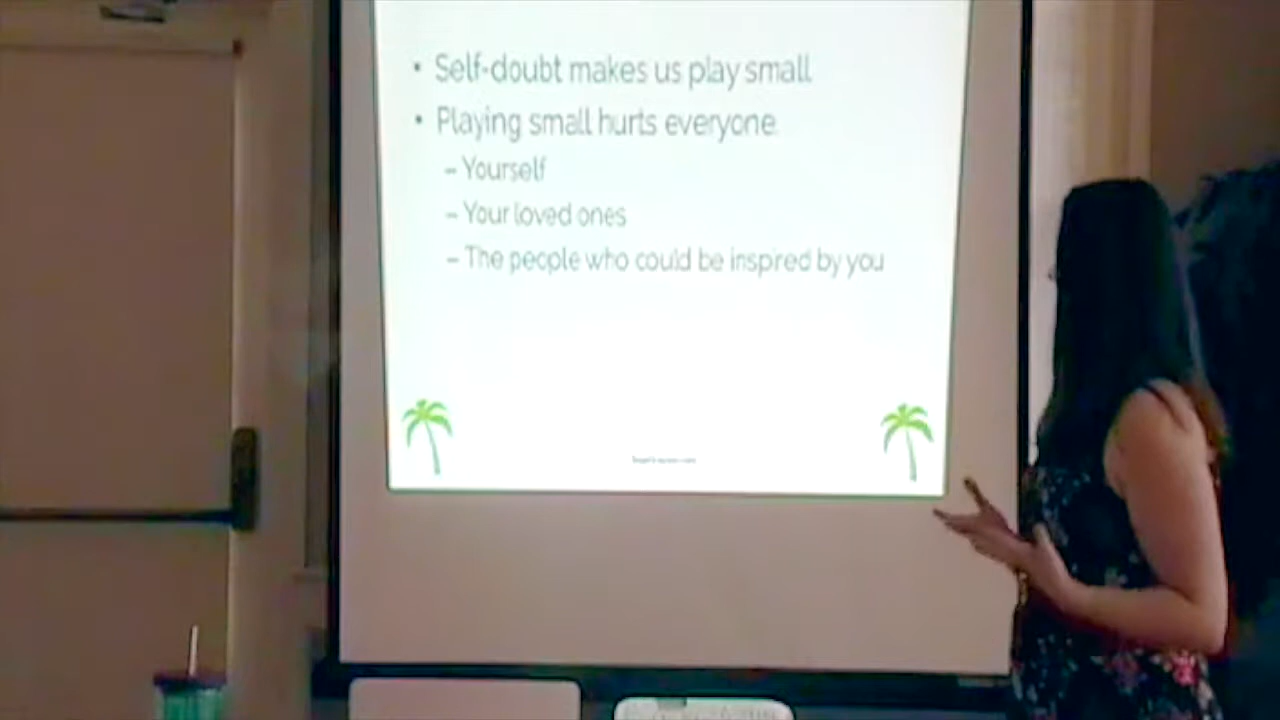 • Self-doubt makes us play small
• Playing small hurts everyone.
– Yourself
– Your loved ones
– The people who could be inspired by you